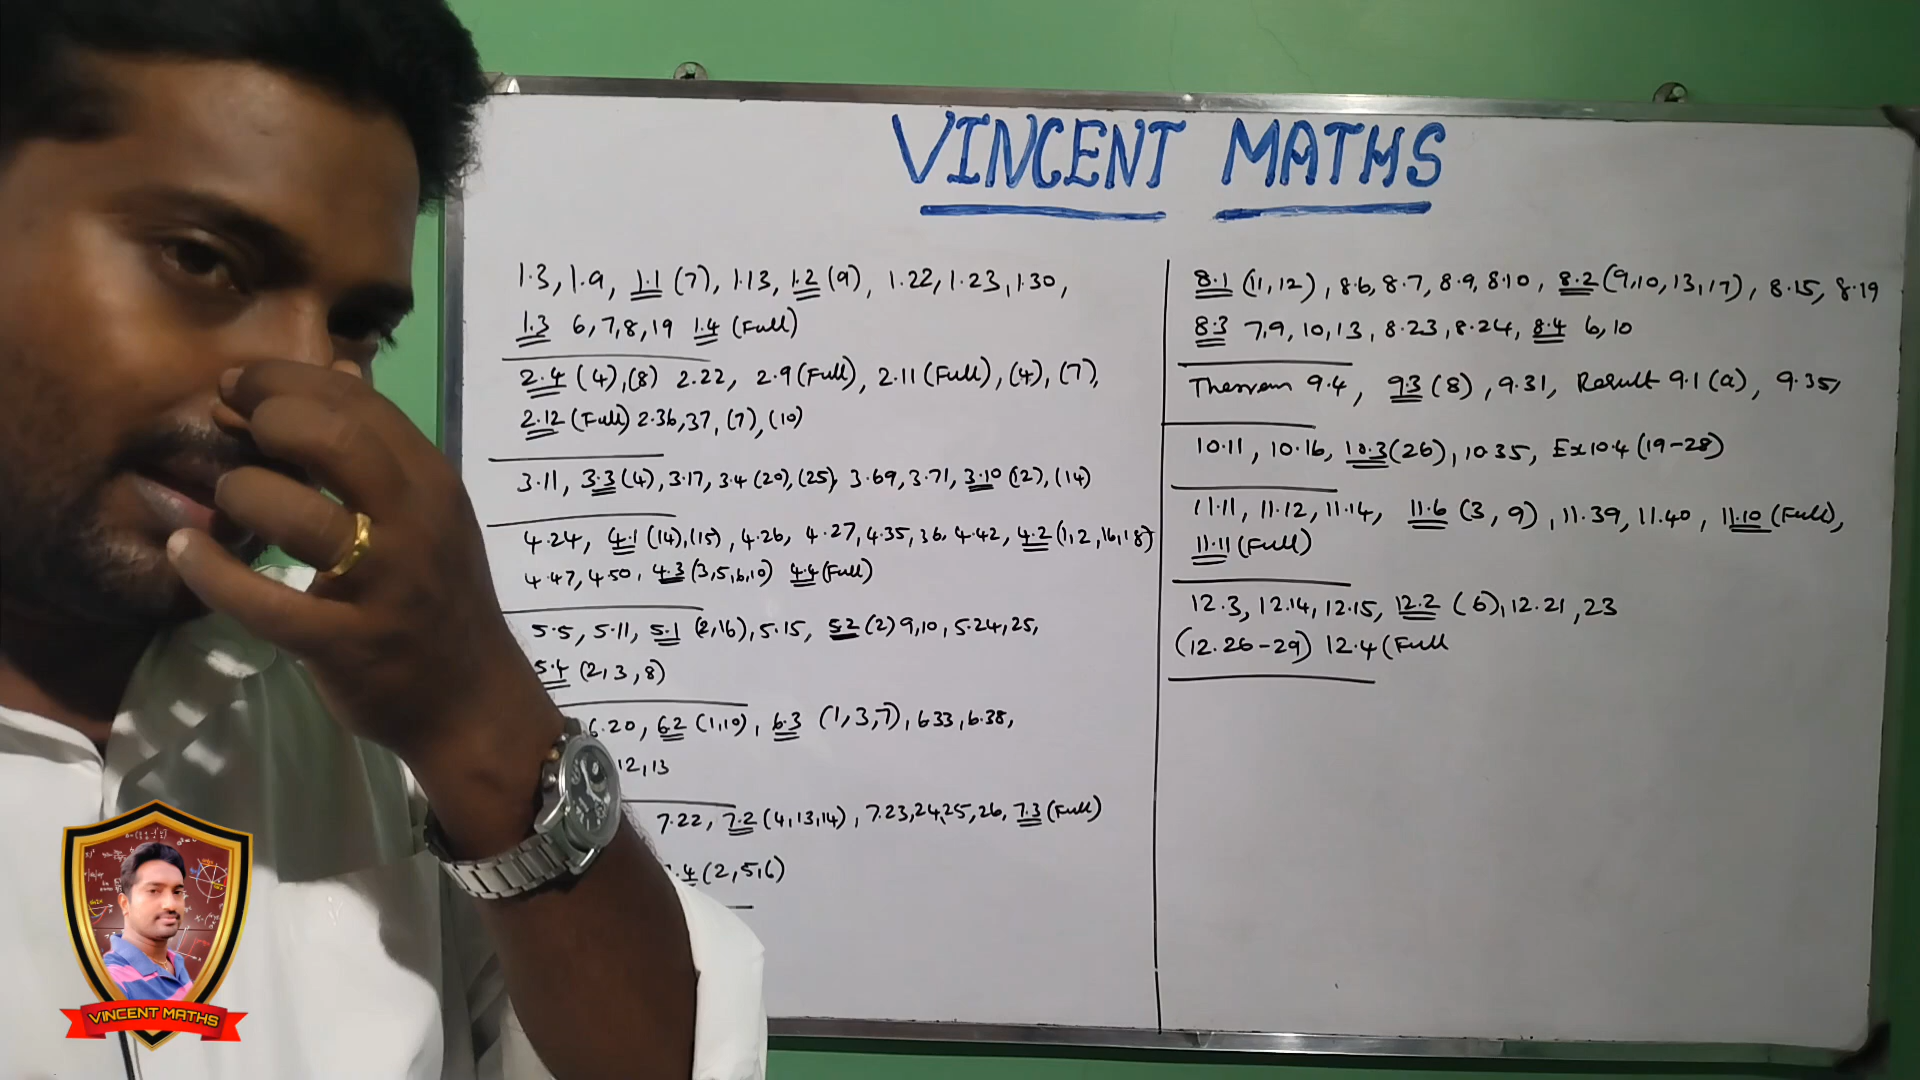 VINCENT MATHS
1.3, 1.9, 1.1 (7), 1.13, 1.2 (9), 1.22, 1.23, 1.30,
1.3 6,7,8,19 1.4 (Full)
2.4 (4),(8) 2.22, 2.9 (Full), 2.11 (Full), (4), (7),
2.12 (Full) 2.36,37, (7), (10)
3.11, 3.3 (4), 3.17, 3.4 (20), (25), 3.69, 3.71, 3.10 (12), (14)
4.24, 4.1 (14), (15), 4.26, 4.27, 4.35, 36, 4.42, 4.2 (1,2,16,18)
4.47, 4.50, 4.3 (3,5,6,10) 4.4 (Full)
5.5, 5.11, 5.1 (2,16), 5.15, 5.2 (2) 9,10, 5.24,25,
5.4 (2,3,8)
6.20, 6.2 (1,10), 6.3 (1,3,7), 6.33, 6.38,
12,13
7.22, 7.2 (4,13,14), 7.23,24,25,26, 7.3 (Full)
.4 (2,5,6)
8.1 (11,12), 8.6, 8.7, 8.9, 8.10, 8.2 (9,10,13,17), 8.15, 8.19
8.3 7,9,10,13, 8.23, 8.24, 8.4 6,10
Theorem 9.4, 9.3 (8), 9.31, Result 9.1 (a), 9.35,
10.11, 10.16, 10.3 (26), 10.35, Ex 10.4 (19-28)
11.11, 11.12, 11.14, 11.6 (3,9), 11.39, 11.40, 11.10 (Full),
11.11 (Full)
12.3, 12.14, 12.15, 12.2 (6), 12.21, 23
(12.26-29) 12.4 (Full
VINCENT MATHS